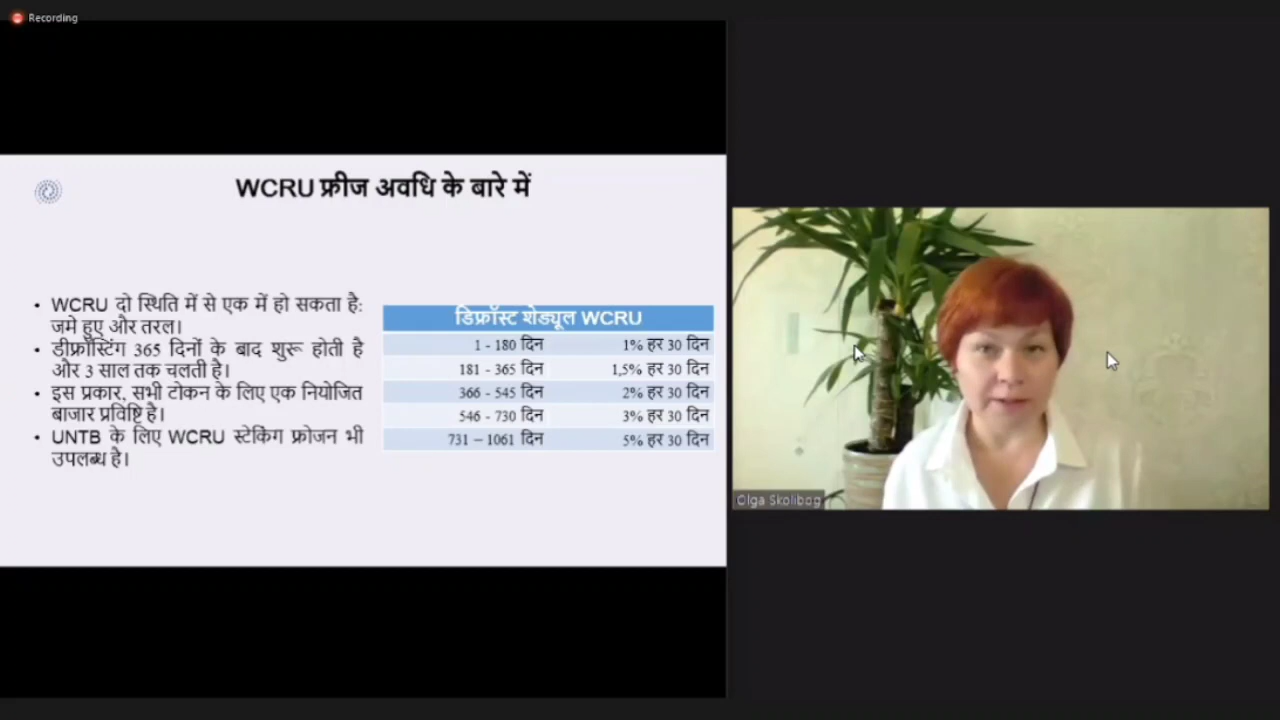 Recording
WCRU फ्रीज अवधि के बारे में
• WCRU दो स्थिति में से एक में हो सकता है:
जमे हुए और तरल।
• डीफ्रॉस्टिंग 365 दिनों के बाद शुरू होती है
और 3 साल तक चलती है।
• इस प्रकार, सभी टोकन के लिए एक नियोजित
बाजार प्रविष्टि है।
• UNTB के लिए WCRU स्टेकिंग फ्रोजन भी
उपलब्ध है।
डिफ्रॉस्ट शेड्यूल WCRU
1 - 180 दिन 1% हर 30 दिन
181 - 365 दिन 1,5% हर 30 दिन
366 - 545 दिन 2% हर 30 दिन
546 - 730 दिन 3% हर 30 दिन
731 – 1061 दिन 5% हर 30 दिन
Olga Skolibog